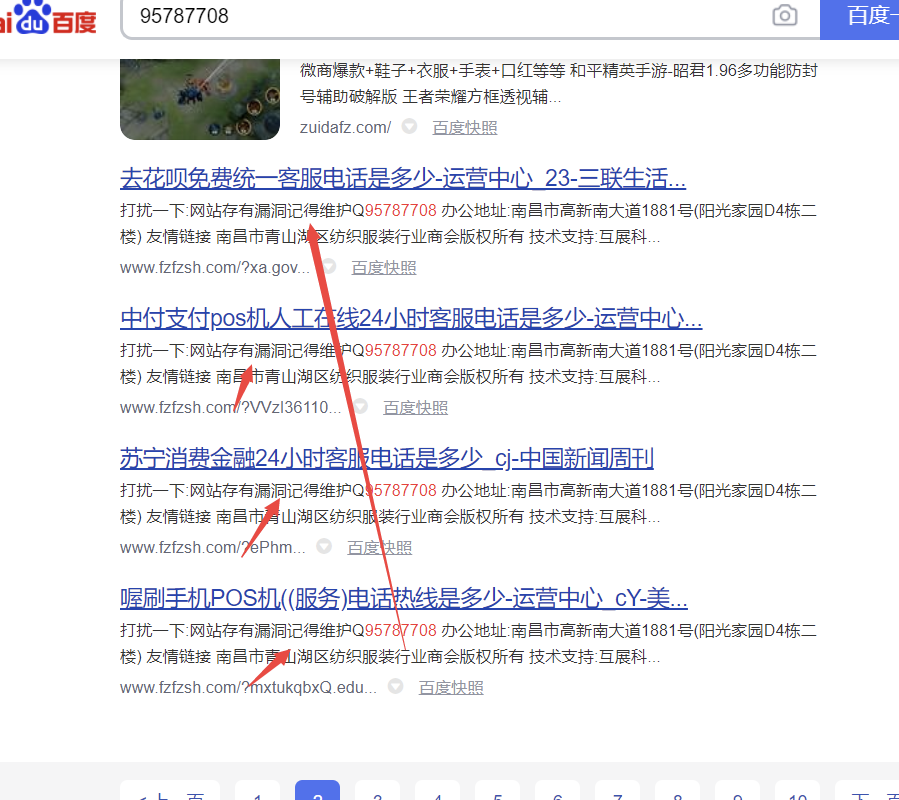 ai du 百度
95787708
百度一
微商爆款+鞋子+衣服+手表+口红等等 和平精英手游-昭君1.96多功能防封
号辅助破解版 王者荣耀方框透视辅...
zuidafz.com/ 百度快照
去花呗免费统一客服电话是多少-运营中心_23-三联生活...
打扰一下:网站存有漏洞记得维护Q95787708 办公地址:南昌市高新南大道1881号(阳光家园D4栋二
楼) 友情链接 南昌市青山湖区纺织服装行业商会版权所有 技术支持:互展科...
www.fzfzsh.com/?xa.gov... 百度快照
中付支付pos机人工在线24小时客服电话是多少-运营中心...
打扰一下:网站存有漏洞记得维护Q95787708 办公地址:南昌市高新南大道1881号(阳光家园D4栋二
楼) 友情链接 南昌市青山湖区纺织服装行业商会版权所有 技术支持:互展科...
www.fzfzsh.com/?VVzI36110... 百度快照
苏宁消费金融24小时客服电话是多少_cj-中国新闻周刊
打扰一下:网站存有漏洞记得维护Q95787708 办公地址:南昌市高新南大道1881号(阳光家园D4栋二
楼) 友情链接 南昌市青山湖区纺织服装行业商会版权所有 技术支持:互展科...
www.fzfzsh.com/?ePhm... 百度快照
喔刷手机POS机((服务)电话热线是多少-运营中心_cY-美...
打扰一下:网站存有漏洞记得维护Q95787708 办公地址:南昌市高新南大道1881号(阳光家园D4栋二
楼) 友情链接 南昌市青山湖区纺织服装行业商会版权所有 技术支持:互展科...
www.fzfzsh.com/?mxtukqbxQ.edu... 百度快照
< 上一页 1 2 3 4 5 6 7 8 9 10 下一页